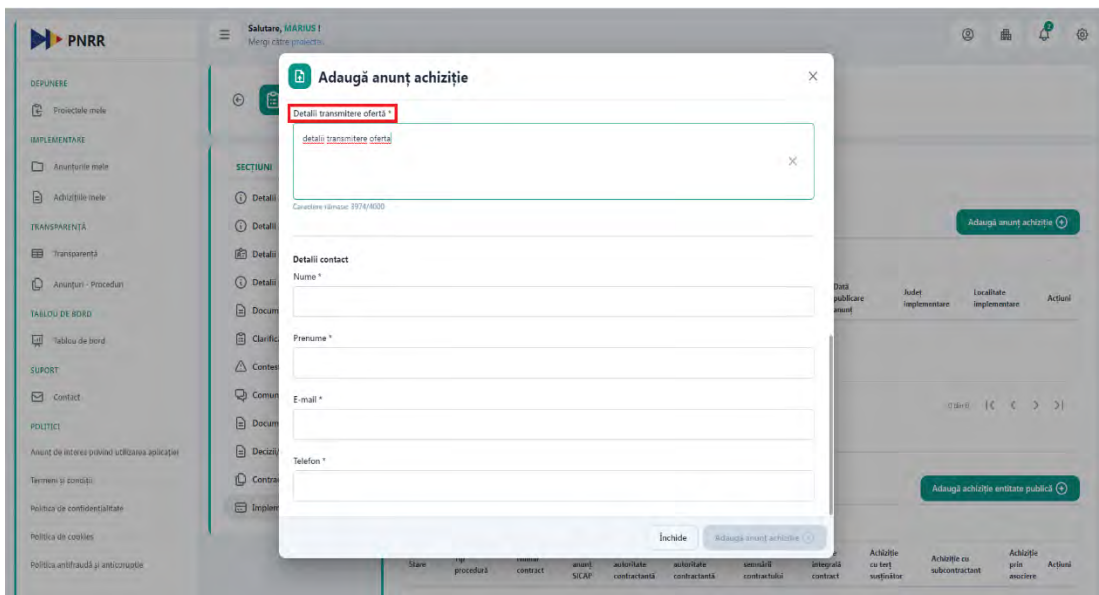 PNRR
Salutare, MARIUS !
Mergi către proiecte
DEPUNERE
Proiectele mele
IMPLEMENTARE
Anunțurile mele
Achizițiile mele
TRANSPARENȚĂ
Transparență
Anunțuri - Proceduri
TABLOU DE BORD
Tablou de bord
SUPORT
Contact
POLITICI
Anunț de interes privind utilizarea aplicației
Termeni și condiții
Politica de confidențialitate
Politica de cookies
Politica antifraudă și anticorupție
SECȚIUNI
Detalii
Detalii
Detalii
Detalii
Docum
Clarific
Contes
Comun
Docum
Decizii/
Contra
Implem
Adaugă anunț achiziție
Detalii transmitere ofertă *
detalii transmitere oferta
Caractere rămase: 3974/4000
Detalii contact
Nume *
Prenume *
E-mail *
Telefon *
Închide
Adaugă anunț achiziție
Adaugă anunț achiziție
Dată publicare anunț
Județ implementare
Localitate implementare
Acțiuni
Adaugă achiziție entitate publică
Stare
Tip procedură
contract
anunț SICAP
autoritate contractantă
autoritate contractantă
semnării contractului
integrală contract
Achiziție cu terț susținător
Achiziție cu subcontractant
Achiziție prin asociere
Acțiuni